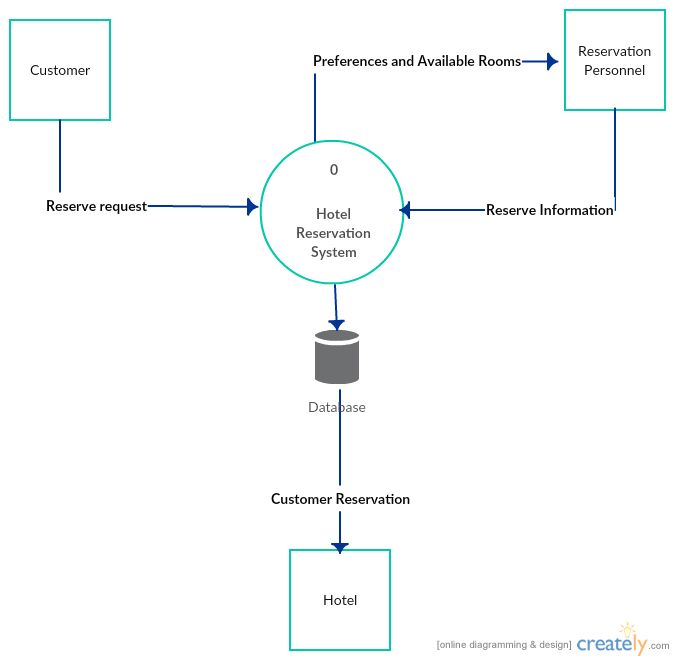 Customer
Preferences and Available Rooms
Reservation
Personnel
0
Hotel
Reservation
System
Reserve request
Reserve Information
Database
Customer Reservation
Hotel
[online diagramming & design] creately.com